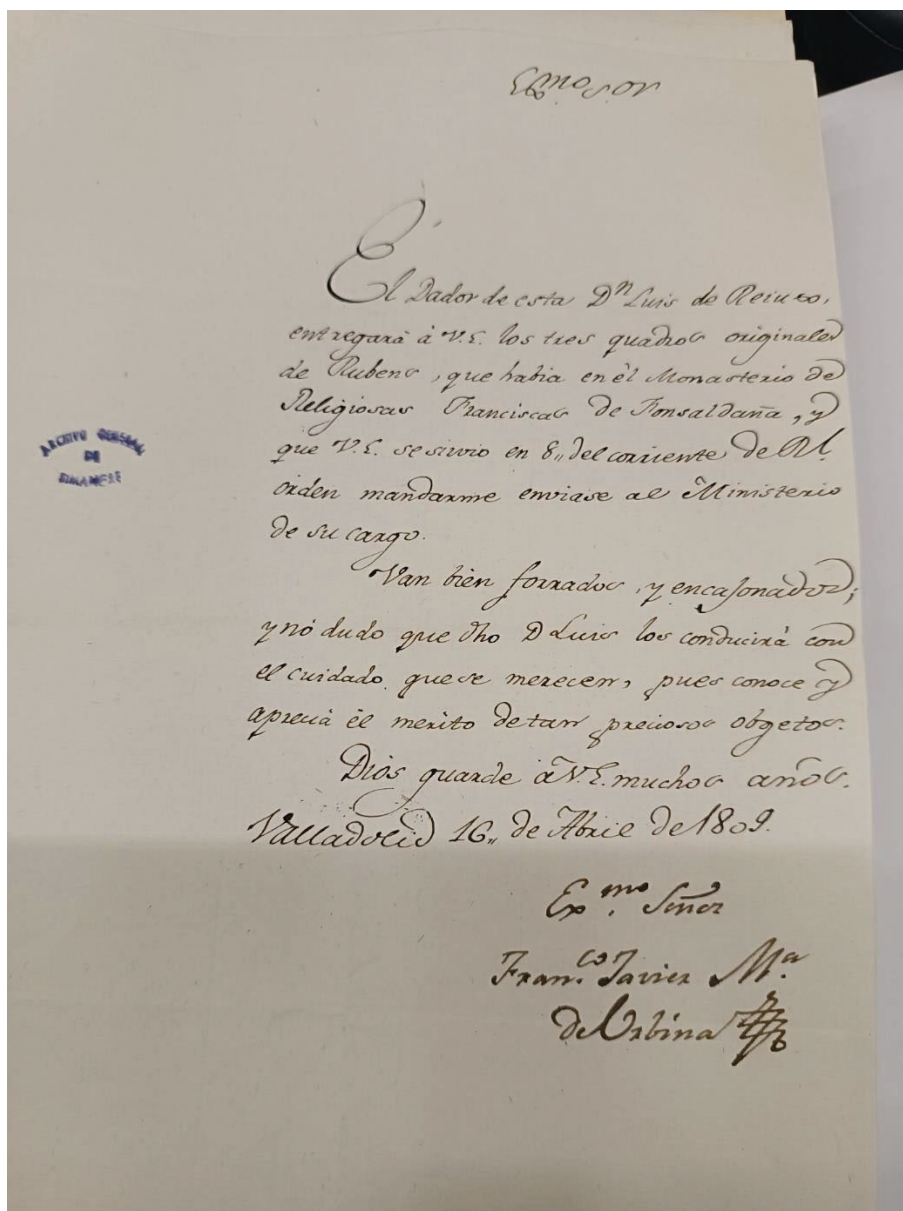 Exmo Sor
El Dador de esta Dn Luis de
entregará à V.E. los tres quadros originales
de Rubens, que habia en èl Monasterio de
Religiosas Franciscas de Fonsaldaña, y
que V.E. se sirvio en 8,, del corriente de Rl.
orden mandarme enviase al Ministerio
de su cargo.
Van bien forrados, y encajonados;
y nó dudo que dho D Luis los conducirá con
el cuidado que se merecen, pues conoce y
aprecia èl merito de tan preciosos obgetos.
Dios guarde à V.E. muchos años.
Valladolid 16,, de Abril de 1809.
Exmo. Señor
Franco. Javier Ma.
de Urbina
ARCHIVO GENERAL
DE
SIMANCAS